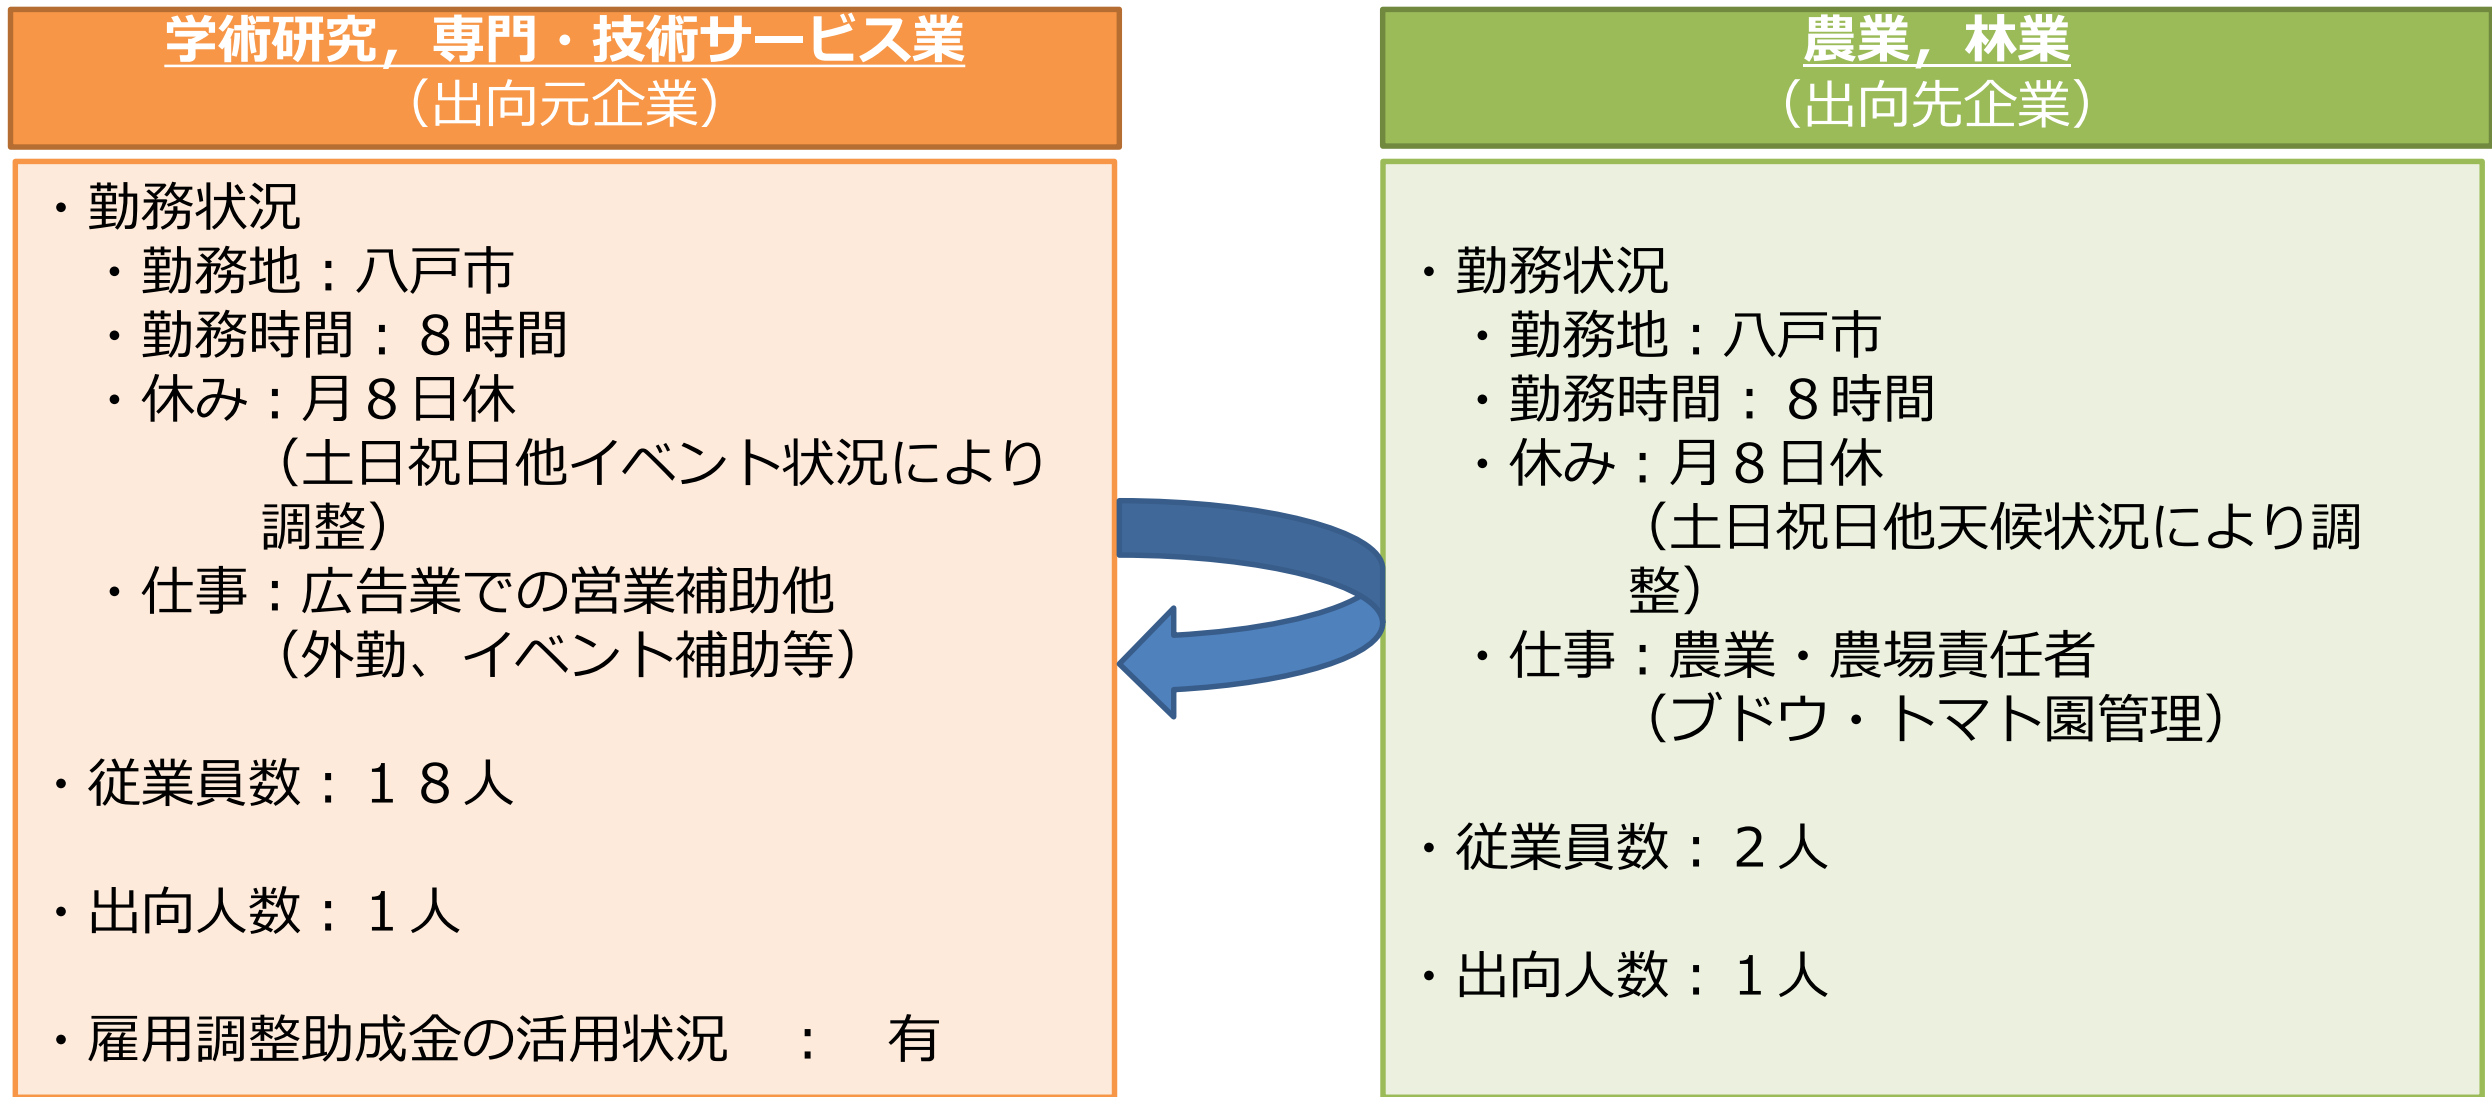 学術研究，専門・技術サービス業
（出向元企業）
・勤務状況
・勤務地：八戸市
・勤務時間：８時間
・休み：月８日休
（土日祝日他イベント状況により
調整）
・仕事：広告業での営業補助他
（外勤、イベント補助等）
・従業員数：１８人
・出向人数：１人
・雇用調整助成金の活用状況　：　有
農業，林業
（出向先企業）
・勤務状況
・勤務地：八戸市
・勤務時間：８時間
・休み：月８日休
（土日祝日他天候状況により調
整）
・仕事：農業・農場責任者
（ブドウ・トマト園管理）
・従業員数：２人
・出向人数：１人